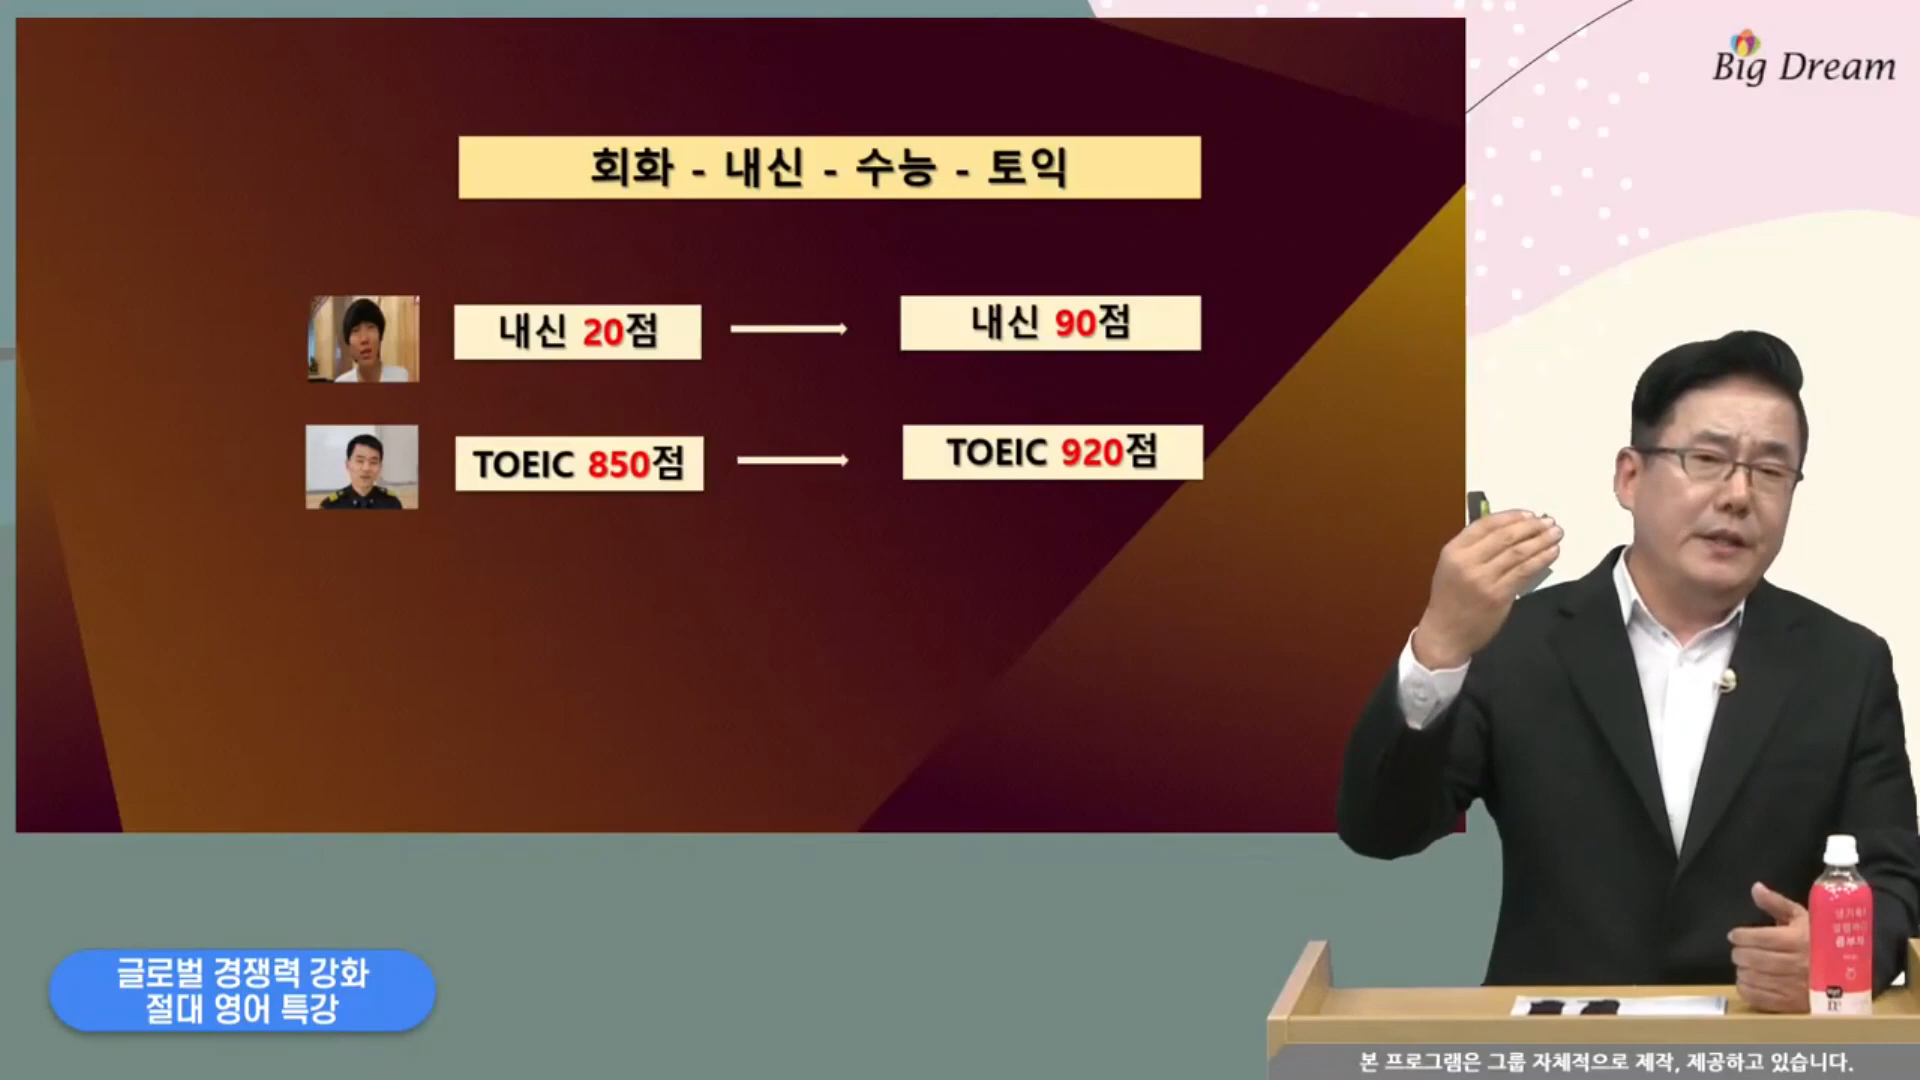 Big Dream
회화 - 내신 - 수능 - 토익
내신 20점
내신 90점
TOEIC 850점
TOEIC 920점
글로벌 경쟁력 강화
절대 영어 특강
콤부차
본 프로그램은 그룹 자체적으로 제작, 제공하고 있습니다.